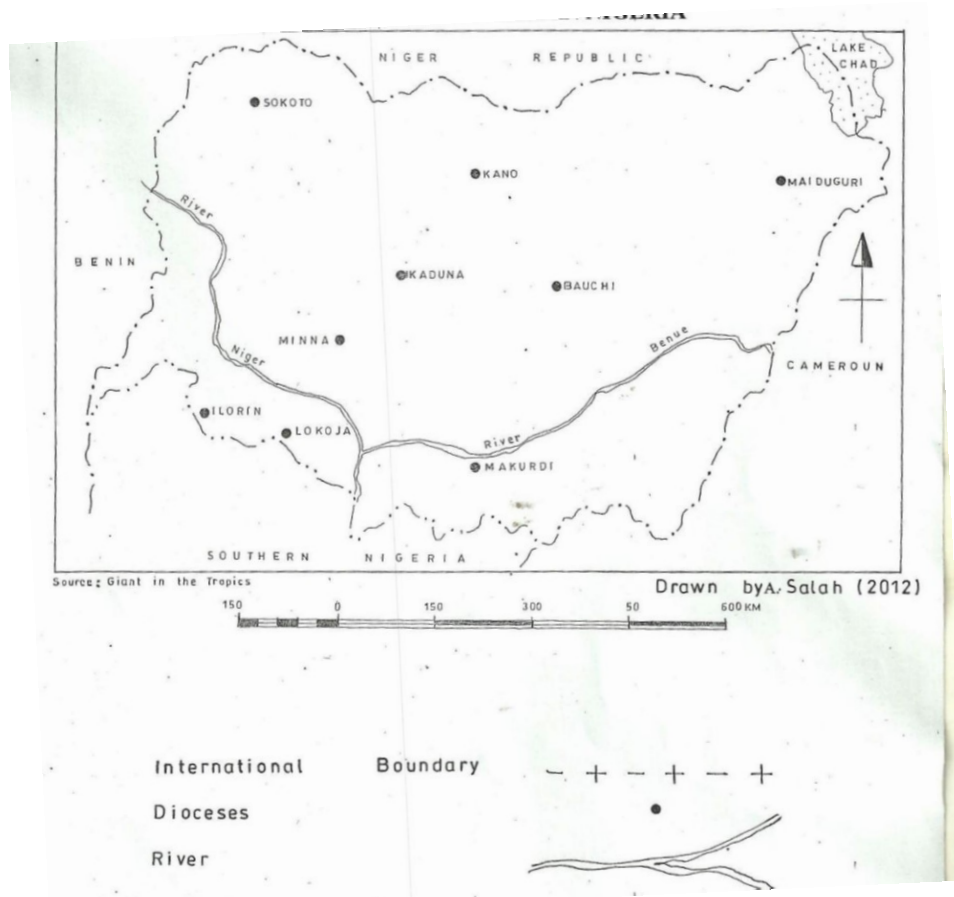 NIGER REPUBLIC
LAKE CHAD
SOKOTO
KANO
MAIDUGURI
River
BENIN
KADUNA
BAUCHI
MINNA
Niger
Benue
CAMEROUN
ILORIN
LOKOJA
River
MAKURDI
SOUTHERN NIGERIA
Source: Giant in the Tropics
Drawn by A. Salah (2012)
150 0 150 300 50 600 KM
International Boundary
Dioceses
River